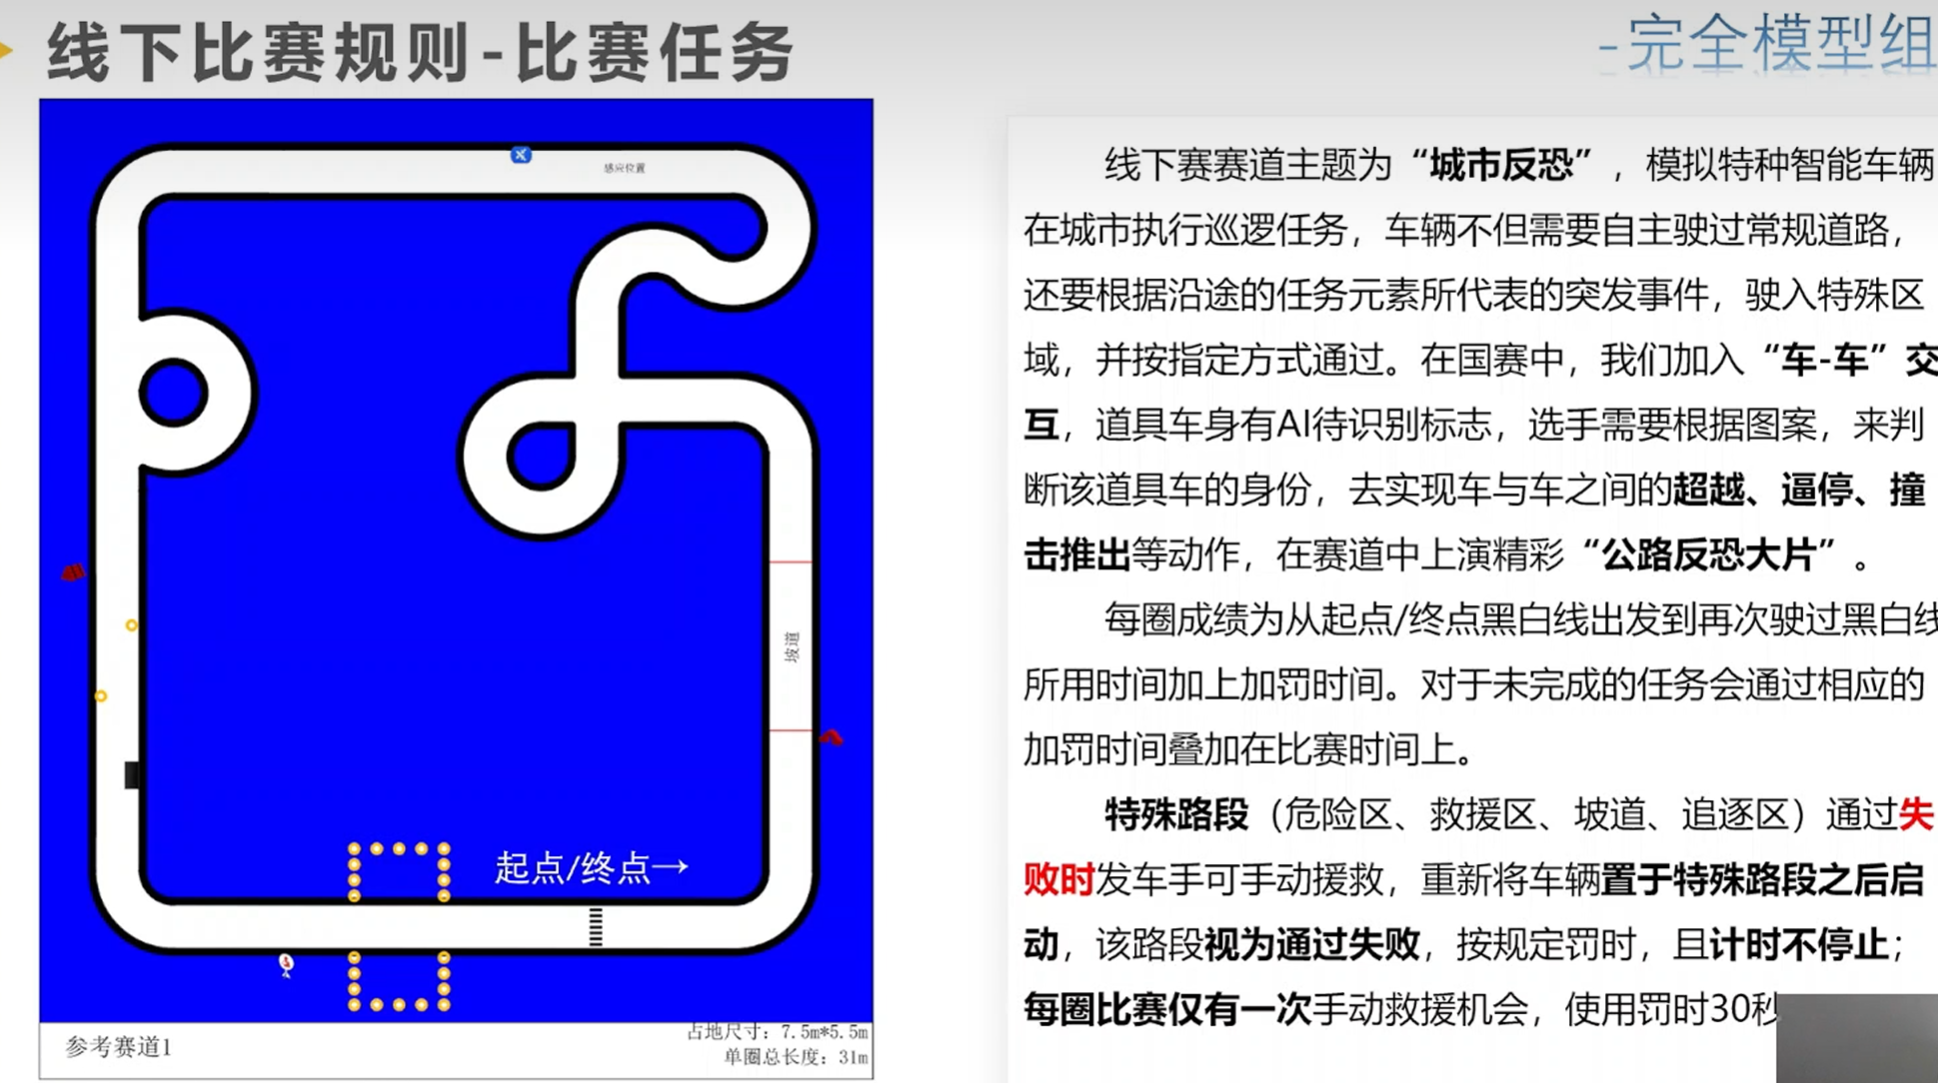 线下比赛规则-比赛任务
-完全模型组
感应位置
坡道
起点/终点→
参考赛道1
占地尺寸：7.5m*5.5m
单圈总长度：31m
线下赛赛道主题为“城市反恐”，模拟特种智能车辆
在城市执行巡逻任务，车辆不但需要自主驶过常规道路，
还要根据沿途的任务元素所代表的突发事件，驶入特殊区
域，并按指定方式通过。在国赛中，我们加入“车-车”交
互，道具车身有AI待识别标志，选手需要根据图案，来判
断该道具车的身份，去实现车与车之间的超越、逼停、撞
击推出等动作，在赛道中上演精彩“公路反恐大片”。
每圈成绩为从起点/终点黑白线出发到再次驶过黑白线
所用时间加上加罚时间。对于未完成的任务会通过相应的
加罚时间叠加在比赛时间上。
特殊路段（危险区、救援区、坡道、追逐区）通过失
败时发车手可手动援救，重新将车辆置于特殊路段之后启
动，该路段视为通过失败，按规定罚时，且计时不停止；
每圈比赛仅有一次手动救援机会，使用罚时30秒